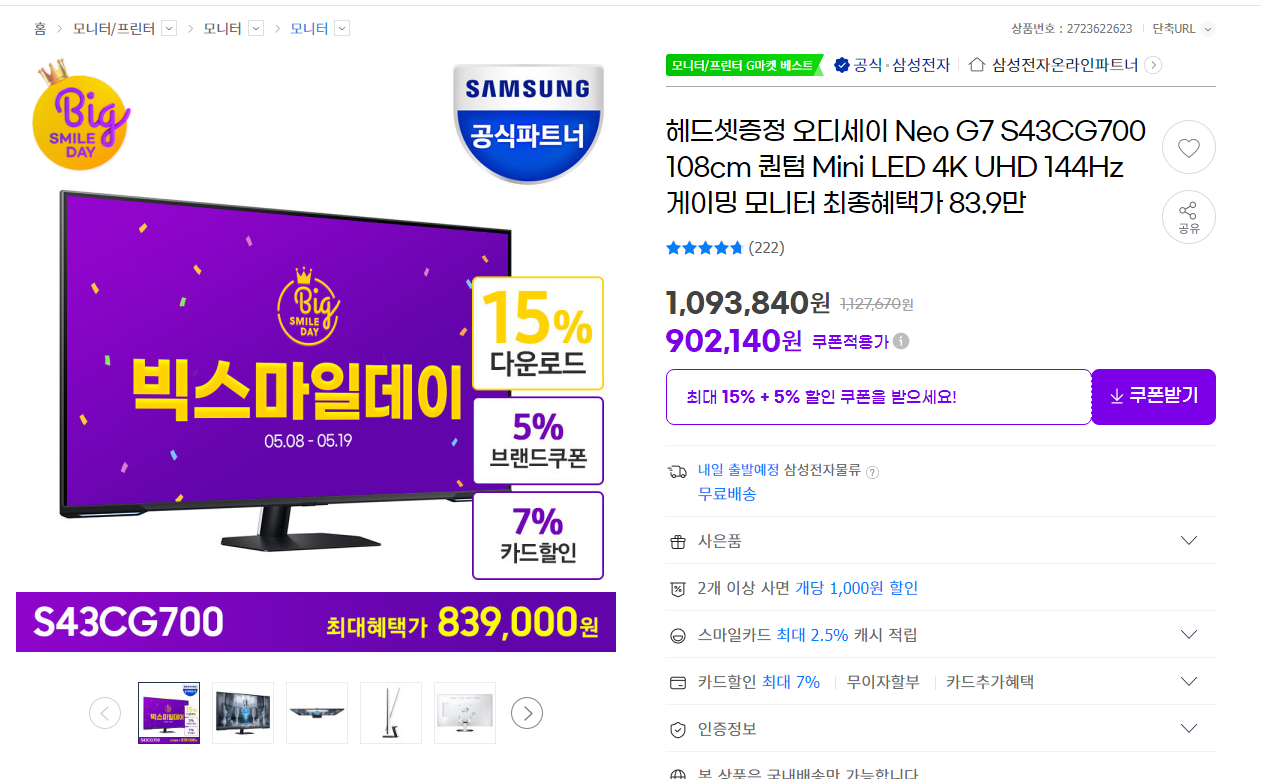 홈 > 모니터/프린터 > 모니터 > 모니터
상품번호 : 2723622623 단축URL
Big
SMILE
DAY
SAMSUNG
공식파트너
Big
SMILE
DAY
빅스마일데이
05.08 - 05.19
15%
다운로드
5%
브랜드쿠폰
7%
카드할인
S43CG700 최대혜택가 839,000원
모니터/프린터 G마켓 베스트 공식 · 삼성전자 삼성전자온라인파트너
헤드셋증정 오디세이 Neo G7 S43CG700
108cm 퀀텀 Mini LED 4K UHD 144Hz
게이밍 모니터 최종혜택가 83.9만
공유
(222)
1,093,840원 1,127,670원
902,140원 쿠폰적용가
최대 15% + 5% 할인 쿠폰을 받으세요! 쿠폰받기
내일 출발예정 삼성전자물류
무료배송
사은품
2개 이상 사면 개당 1,000원 할인
스마일카드 최대 2.5% 캐시 적립
카드할인 최대 7% 무이자할부 카드추가혜택
인증정보
본 상품은 국내배송만 가능합니다